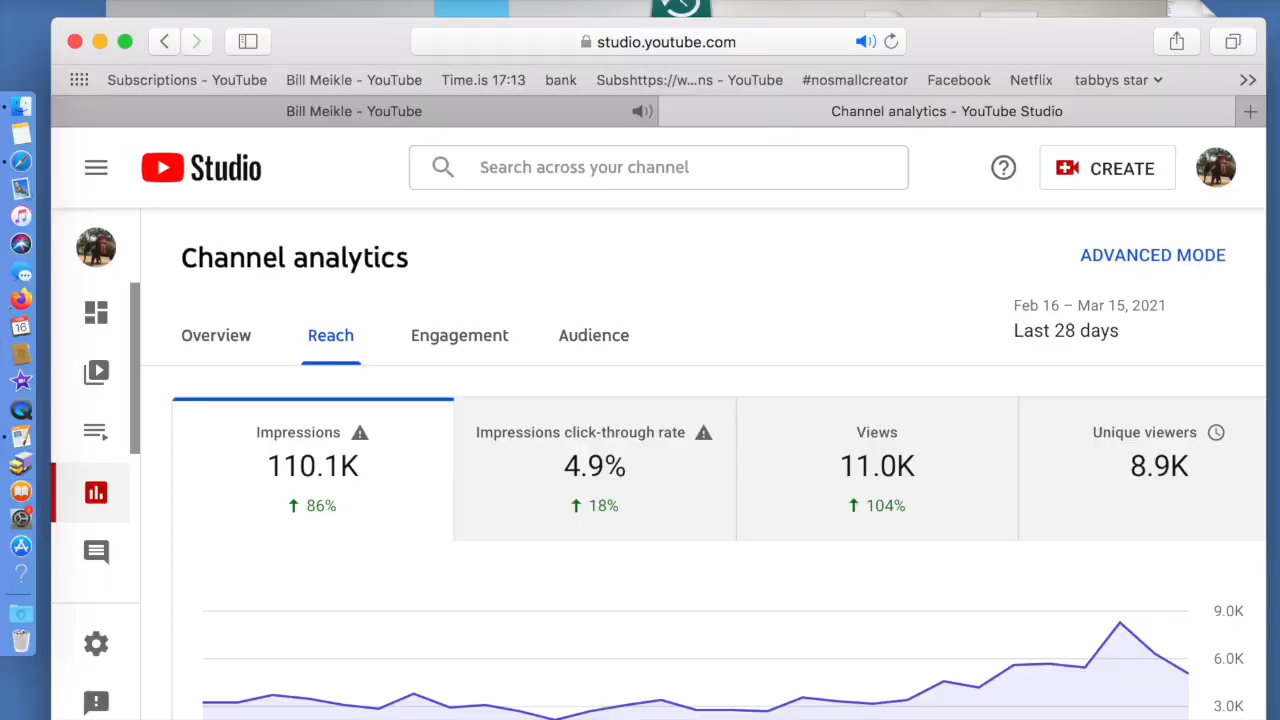 studio.youtube.com
Subscriptions - YouTube Bill Meikle - YouTube Time.is 17:13 bank Subshttps://w...ns - YouTube #nosmallcreator Facebook Netflix tabbys star
Bill Meikle - YouTube Channel analytics - YouTube Studio
Studio Search across your channel CREATE
Channel analytics
ADVANCED MODE
Feb 16 – Mar 15, 2021
Last 28 days
Overview Reach Engagement Audience
Impressions Impressions click-through rate Views Unique viewers
110.1K 4.9% 11.0K 8.9K
86% 18% 104%
9.0K
6.0K
3.0K
16